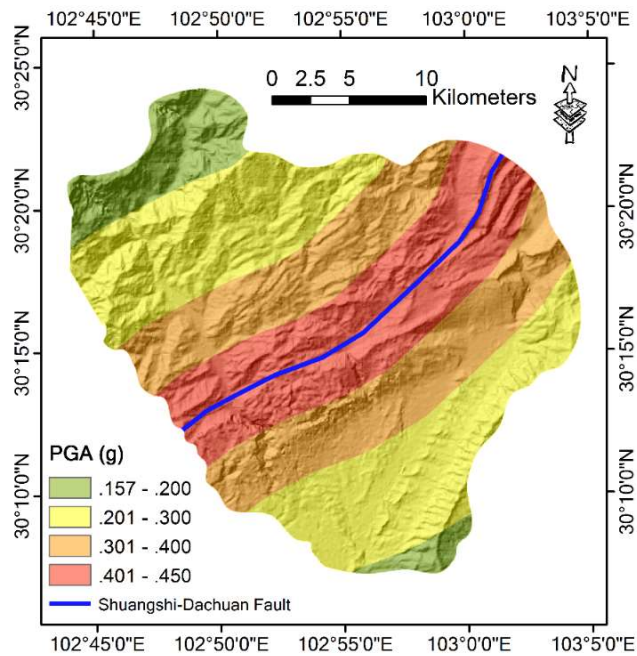 102°45'0"E 102°50'0"E 102°55'0"E 103°0'0"E 103°5'0"E
30°25'0"N
0 2.5 5 10
Kilometers
N
30°20'0"N 30°20'0"N
30°15'0"N 30°15'0"N
30°10'0"N 30°10'0"N
PGA (g)
.157 - .200
.201 - .300
.301 - .400
.401 - .450
Shuangshi-Dachuan Fault
102°45'0"E 102°50'0"E 102°55'0"E 103°0'0"E 103°5'0"E